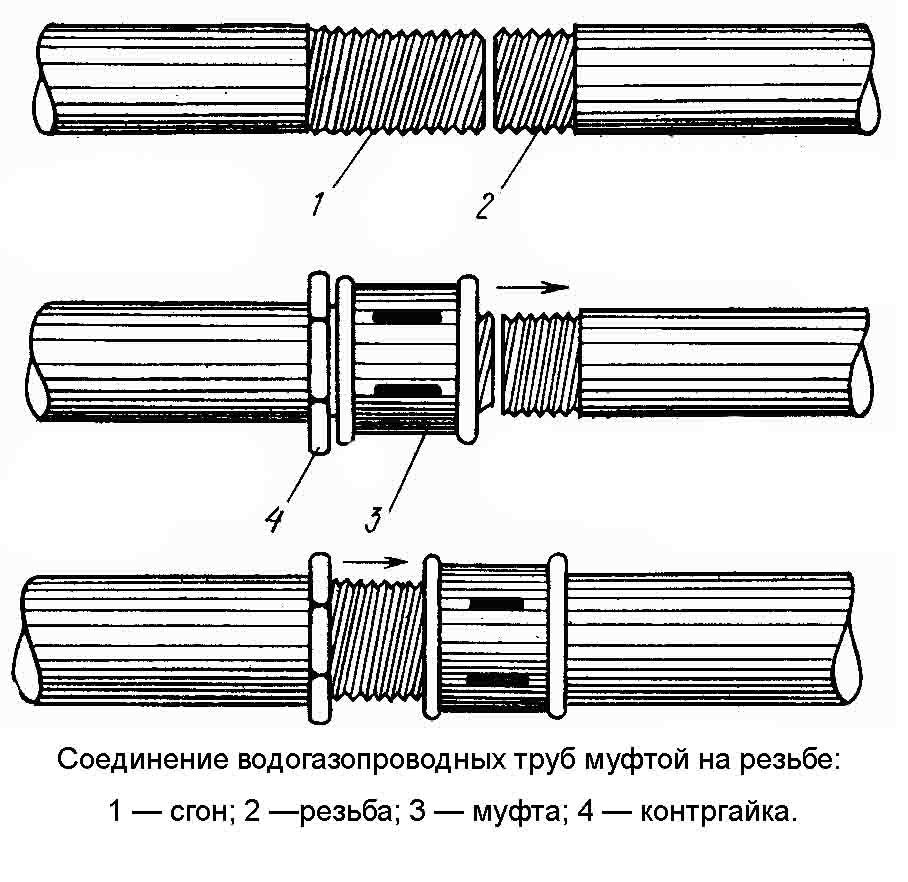 1
2
4
3
Соединение водогазопроводных труб муфтой на резьбе:
1 — сгон; 2 —резьба; 3 — муфта; 4 — контргайка.